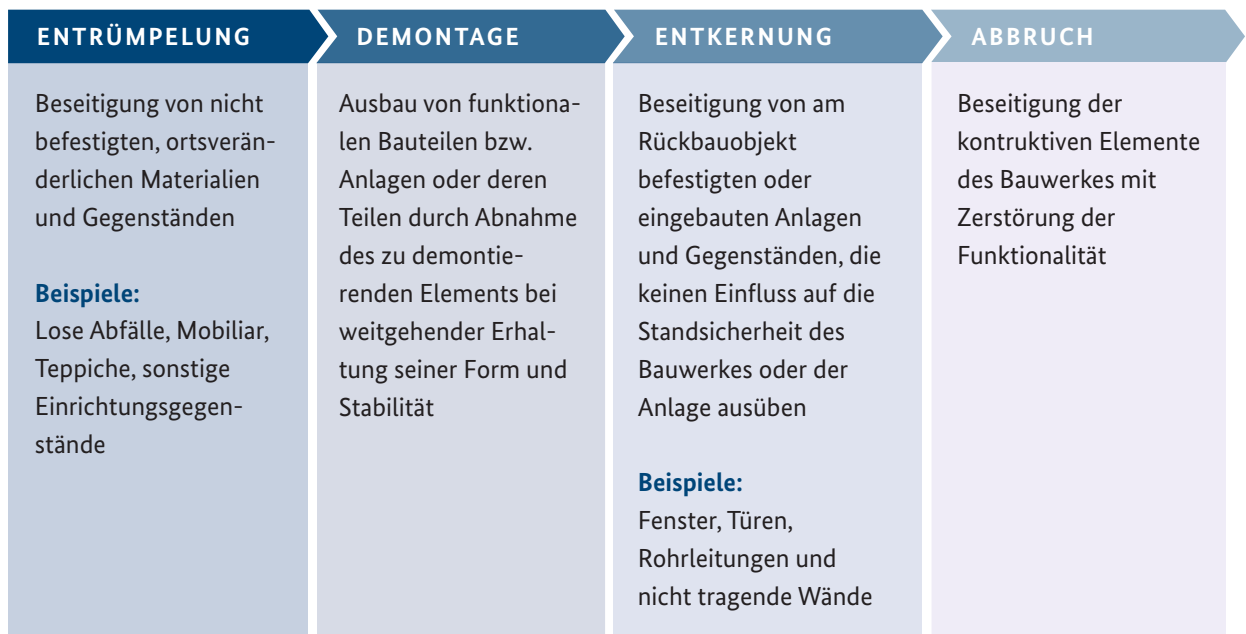 ENTRÜMPELUNG
Beseitigung von nicht
befestigten, ortsverän-
derlichen Materialien
und Gegenständen
Beispiele:
Lose Abfälle, Mobiliar,
Teppiche, sonstige
Einrichtungsgegen-
stände
DEMONTAGE
Ausbau von funktiona-
len Bauteilen bzw.
Anlagen oder deren
Teilen durch Abnahme
des zu demontie-
renden Elements bei
weitgehender Erhal-
tung seiner Form und
Stabilität
ENTKERNUNG
Beseitigung von am
Rückbauobjekt
befestigten oder
eingebauten Anlagen
und Gegenständen, die
keinen Einfluss auf die
Standsicherheit des
Bauwerkes oder der
Anlage ausüben
Beispiele:
Fenster, Türen,
Rohrleitungen und
nicht tragende Wände
ABBRUCH
Beseitigung der
kontruktiven Elemente
des Bauwerkes mit
Zerstörung der
Funktionalität